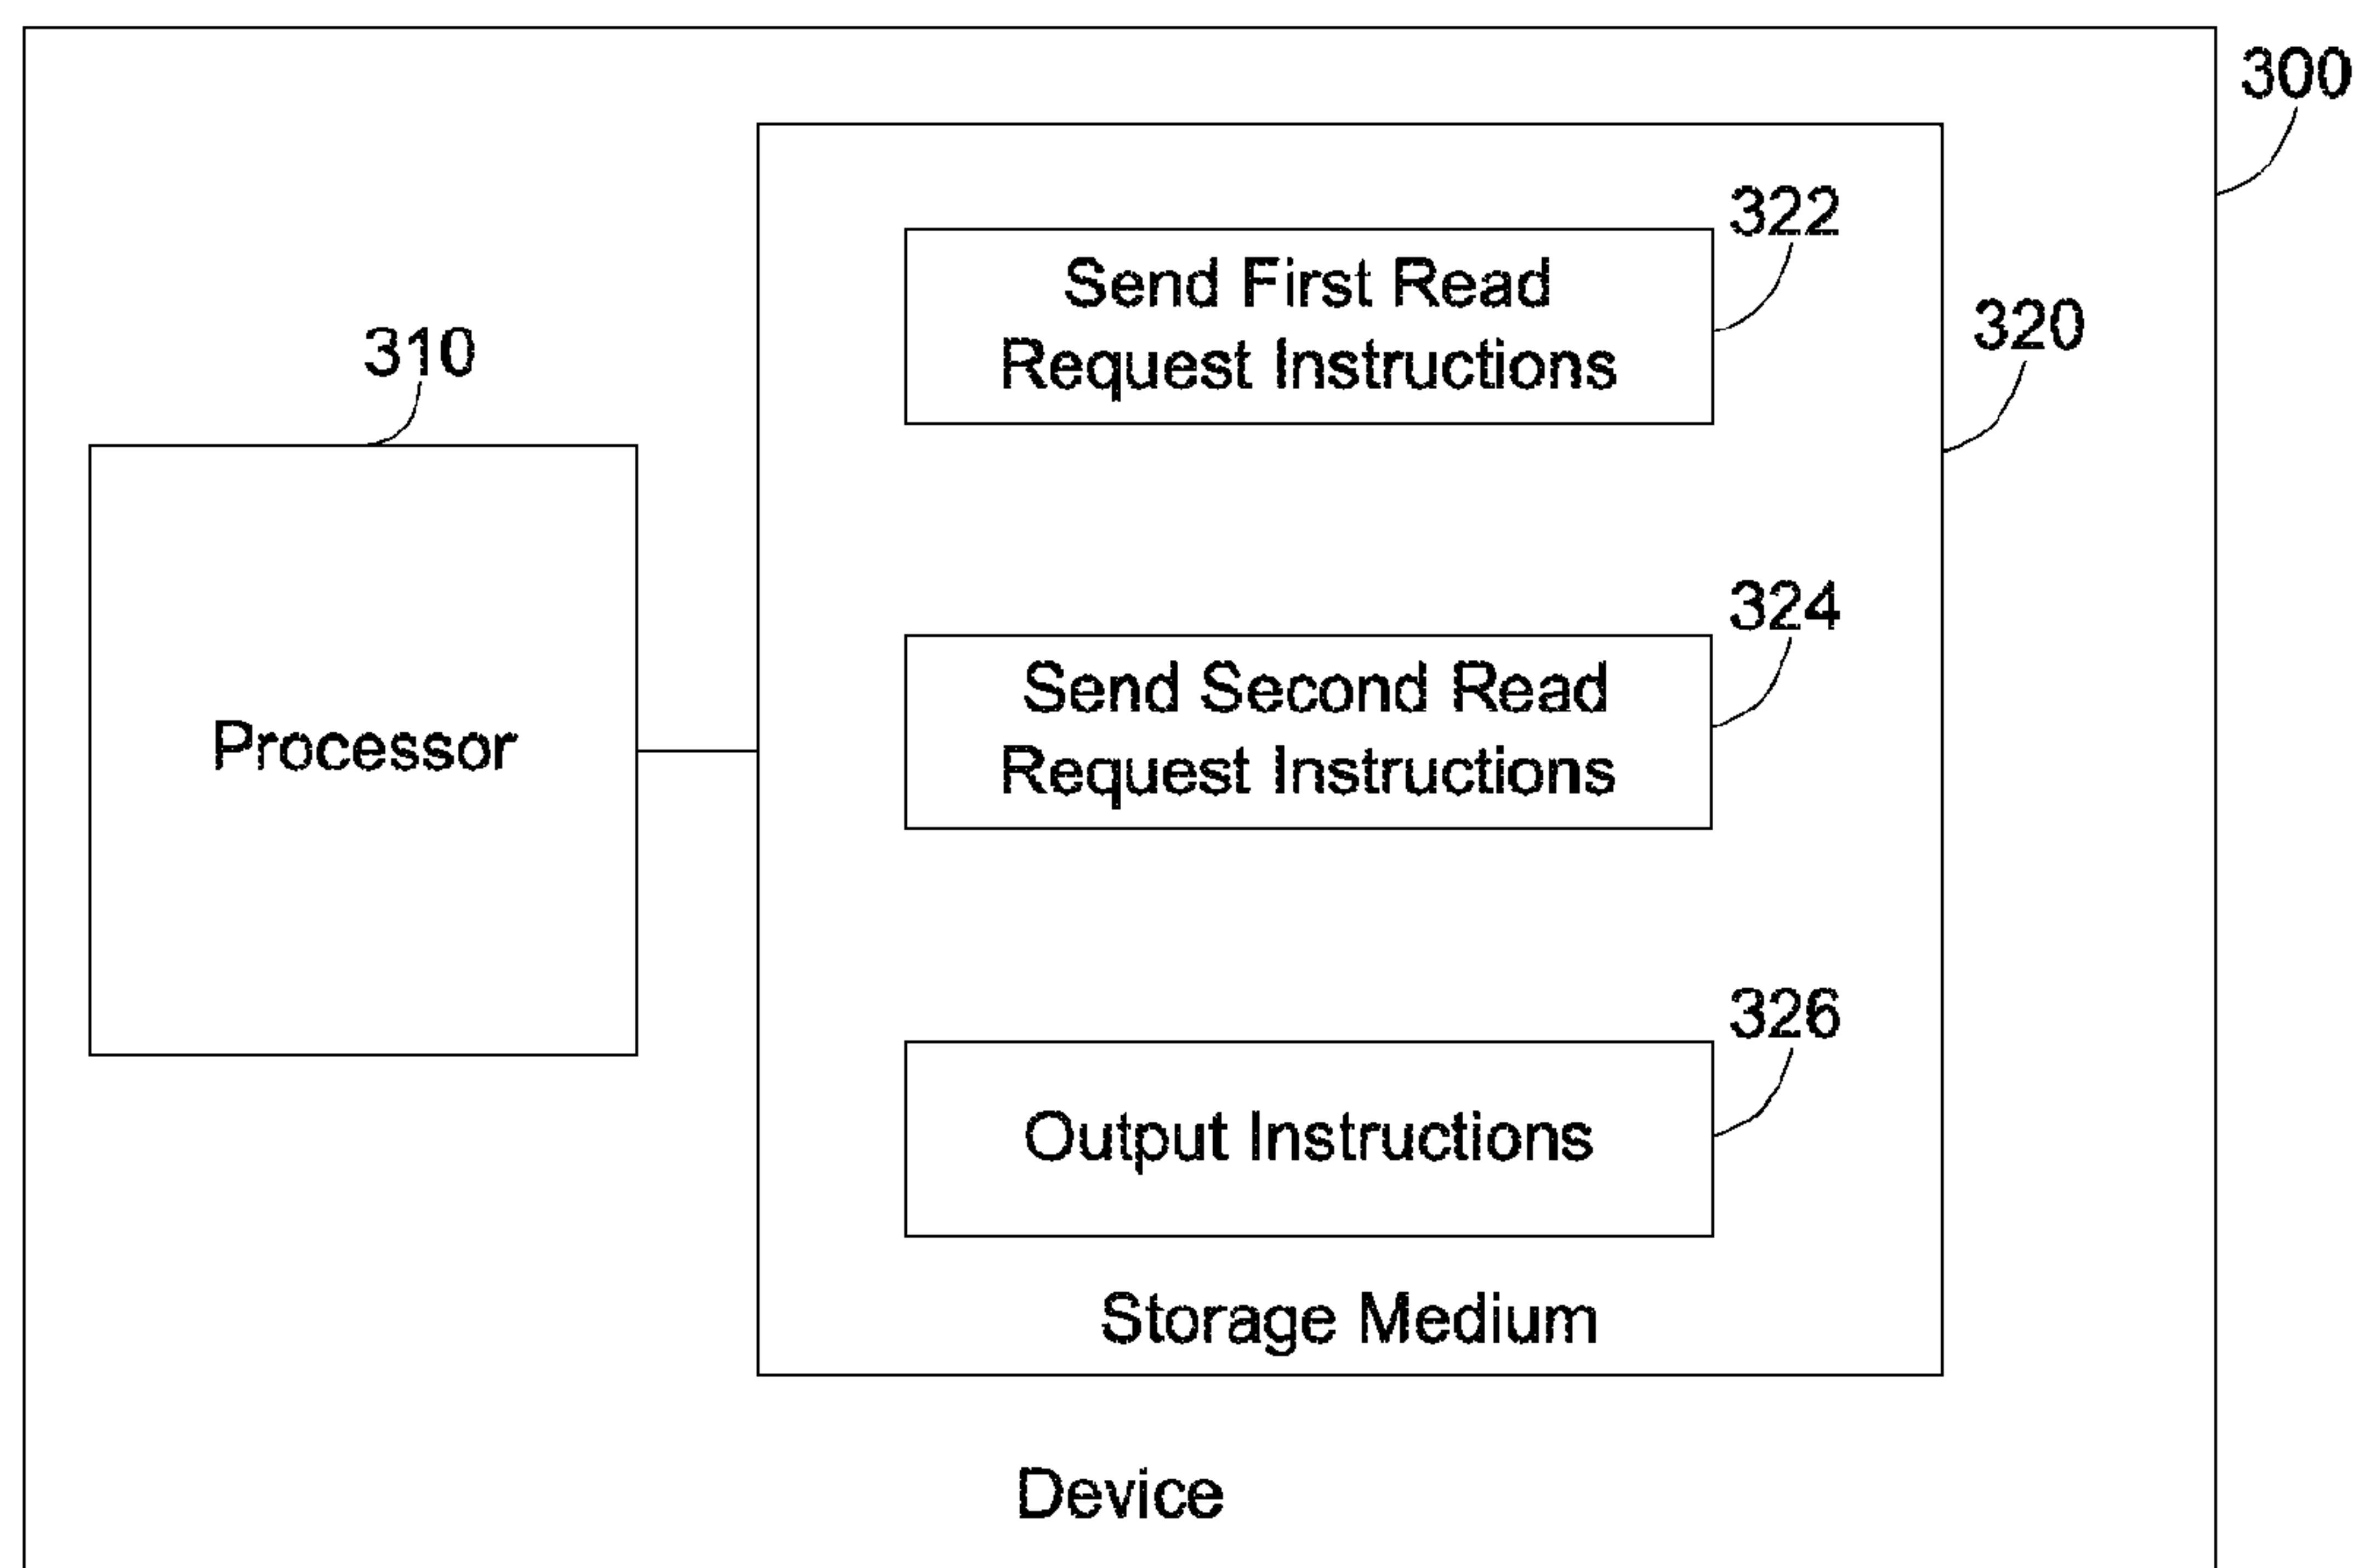 300
322
Send First Read
Request Instructions
320
310
324
Send Second Read
Request Instructions
Processor
326
Output Instructions
Storage Medium
Device